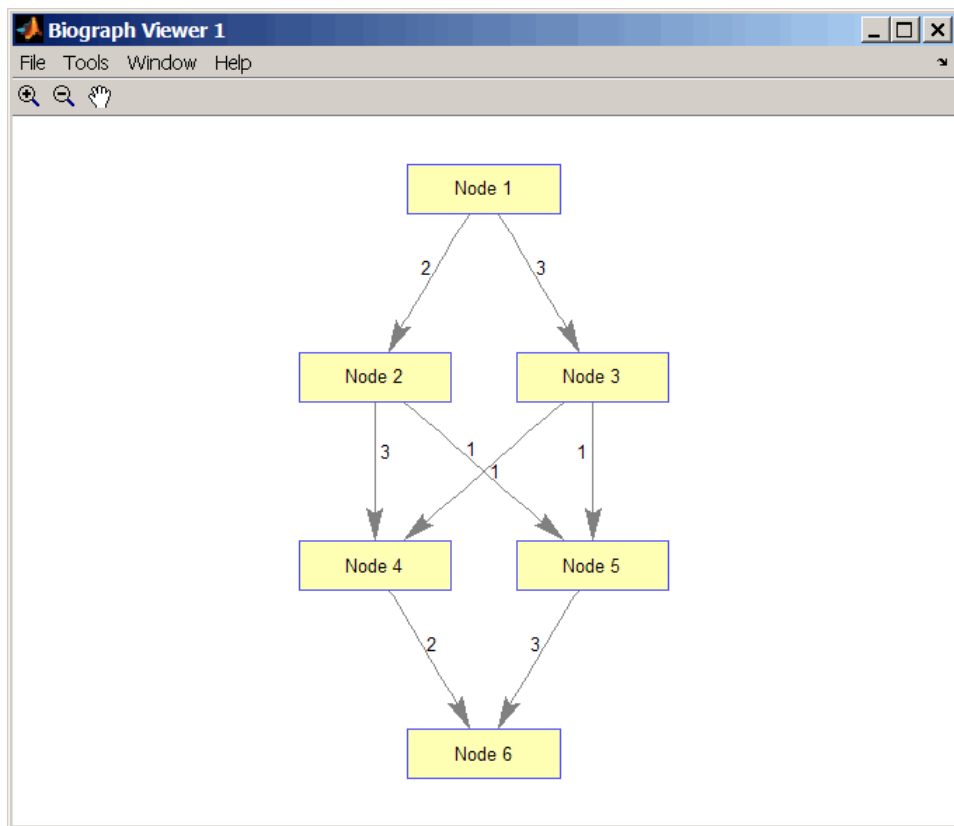 Biograph Viewer 1
File Tools Window Help
Node 1
2 3
Node 2 Node 3
3 1 1 1
Node 4 Node 5
2 3
Node 6